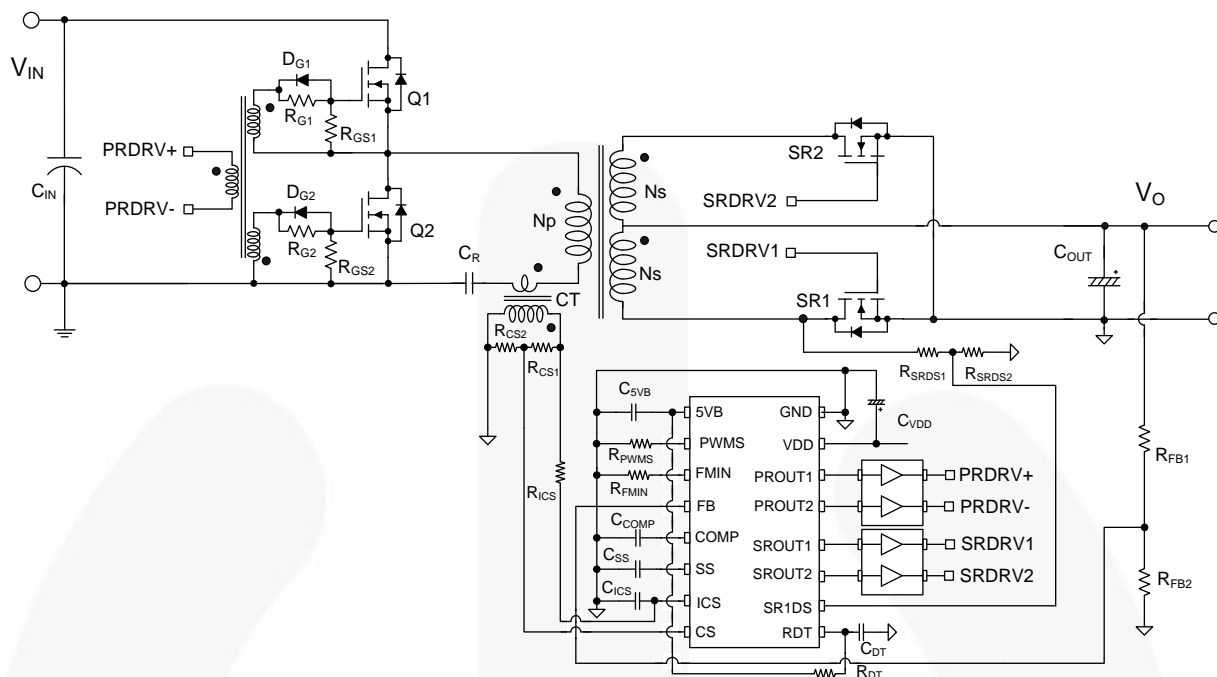 VIN
CIN
PRDRV+
PRDRV-
DG1
RG1
RGS1
Q1
DG2
RG2
RGS2
Q2
CR
Np
CT
RCS2
RCS1
RICS
Ns
Ns
SR2
SRDRV2
SRDRV1
SR1
VO
COUT
+
RSRDS1
RSRDS2
RFB1
RFB2
C5VB
RPWMS
RFMIN
CCOMP
CSS
CICS
5VB
PWMS
FMIN
FB
COMP
SS
ICS
CS
GND
VDD
PROUT1
PROUT2
SROUT1
SROUT2
SR1DS
RDT
+
CVDD
PRDRV+
PRDRV-
SRDRV1
SRDRV2
CDT
RDT